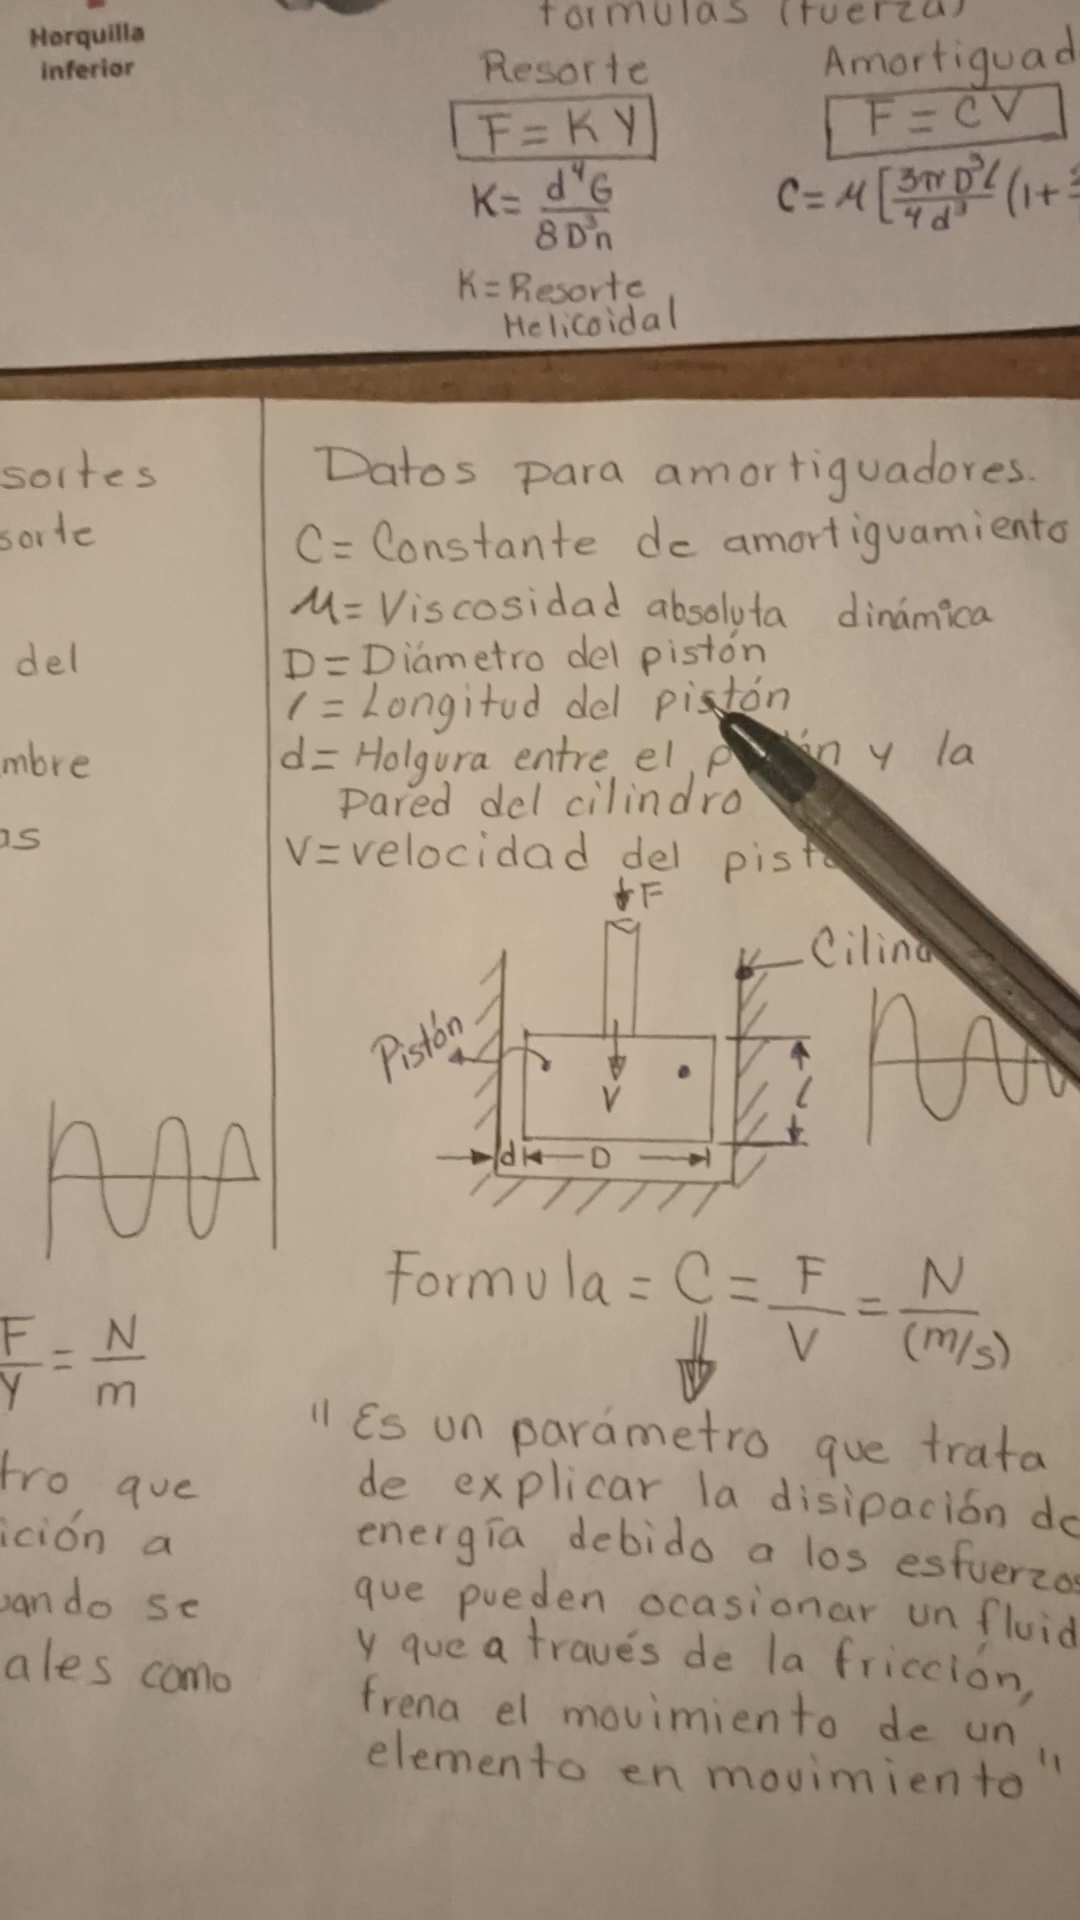 Horquilla
inferior
formulas (fuerza)
Resorte
F = K Y
K = d⁴G / 8D³n
K = Resorte
Helicoidal
Amortiguad
F = C V
C = μ [ 3πD³l / 4d³ (1+
sortes
sorte
del
mbre
as
F/Y = N/m
tro que
ición a
ando se
ales como
Datos para amortiguadores.
C = Constante de amortiguamiento
μ = Viscosidad absoluta dinámica
D = Diámetro del pistón
l = Longitud del pistón
d = Holgura entre el y la
Pared del cilindro
V = velocidad del pist
F
Cilind
Pistón
V
l
d D
Formula = C = F/V = N/(m/s)
"Es un parámetro que trata
de explicar la disipación de
energía debido a los esfuerzos
que pueden ocasionar un fluid
y que a través de la fricción,
frena el movimiento de un
elemento en movimiento"